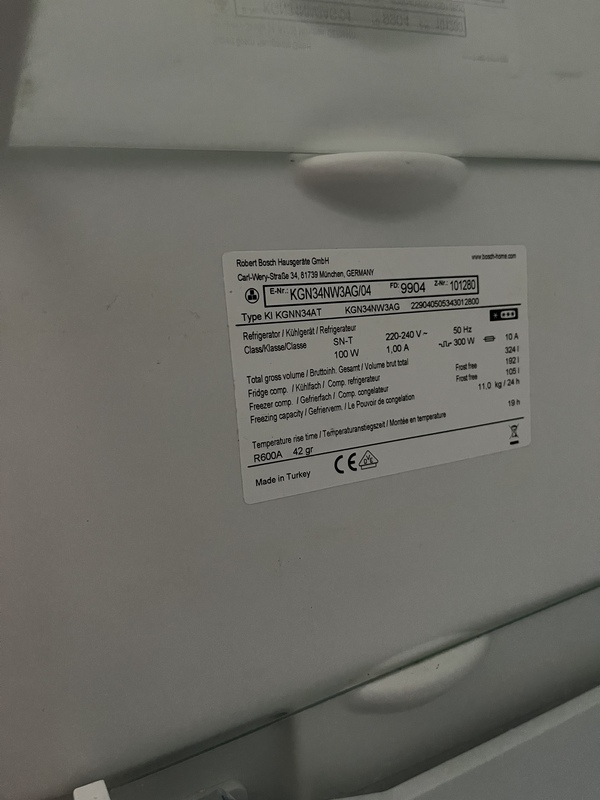 Robert Bosch Hausgeräte GmbH
www.bosch-home.com
Carl-Wery-Straße 34, 81739 München, GERMANY
E-Nr.: KGN34NW3AG/04 FD: 9904 Z-Nr.: 101280
Type KI KGNN34AT KGN34NW3AG 229040505343012800
Refrigerator / Kühlgerät / Refrigerateur
Class/Klasse/Classe SN-T 220-240 V ~ 50 Hz
100 W 1,00 A 300 W 10 A
Total gross volume / Bruttoinh. Gesamt / Volume brut total 324 l
Fridge comp. / Kühlfach / Comp. refrigerateur Frost free 192 l
Freezer comp. / Gefrierfach / Comp. congelateur Frost free 105 l
Freezing capacity / Gefrierverm. / Le Pouvoir de congelation 11,0 kg / 24 h
Temperature rise time / Temperaturanstiegszeit / Montée en temperature 19 h
R600A 42 gr
Made in Turkey CE